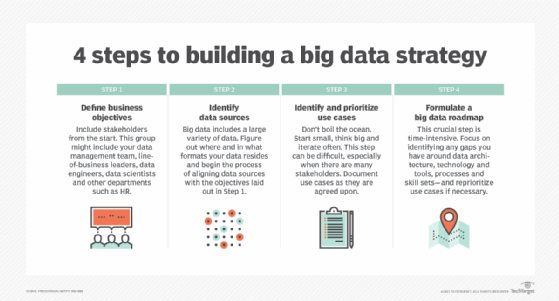 4 steps to building a big data strategy
STEP 1
Define business
objectives
Include stakeholders
from the start. This group
might include your data
management team, line-
of-business leaders, data
engineers, data scientists
and other departments
such as HR.
STEP 2
Identify
data sources
Big data includes a large
variety of data. Figure
out where and in what
formats your data resides
and begin the process
of aligning data sources
with the objectives laid
out in Step 1.
STEP 3
Identify and prioritize
use cases
Don't boil the ocean.
Start small, think big and
iterate often. This step
can be difficult, especially
when there are many
stakeholders. Document
use cases as they are
agreed upon.
STEP 4
Formulate a
big data roadmap
This crucial step is
time-intensive. Focus on
identifying any gaps you
have around data archi-
tecture, technology and
tools, processes and
skill sets—and reprioritize
use cases if necessary.
TechTarget